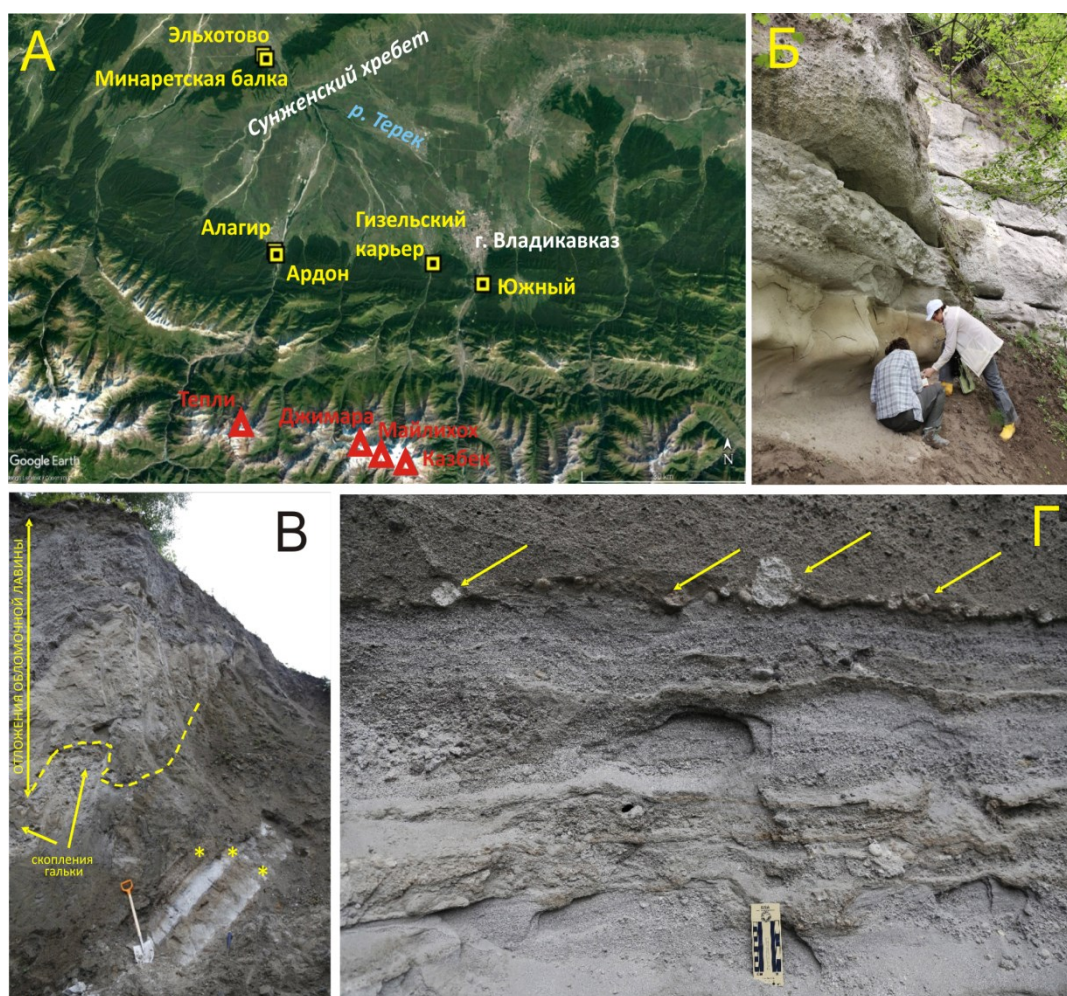 А
Эльхотово
Минаретская балка
Сунженский хребет
р. Терек
Алагир
Ардон
Гизельский
карьер
г. Владикавказ
Южный
Тепли
Джимара
Майлихох
Казбек
Google Earth
N
Б
В
ОТЛОЖЕНИЯ ОБЛОМОЧНОЙ ЛАВИНЫ
скопления
гальки
* * *
Г